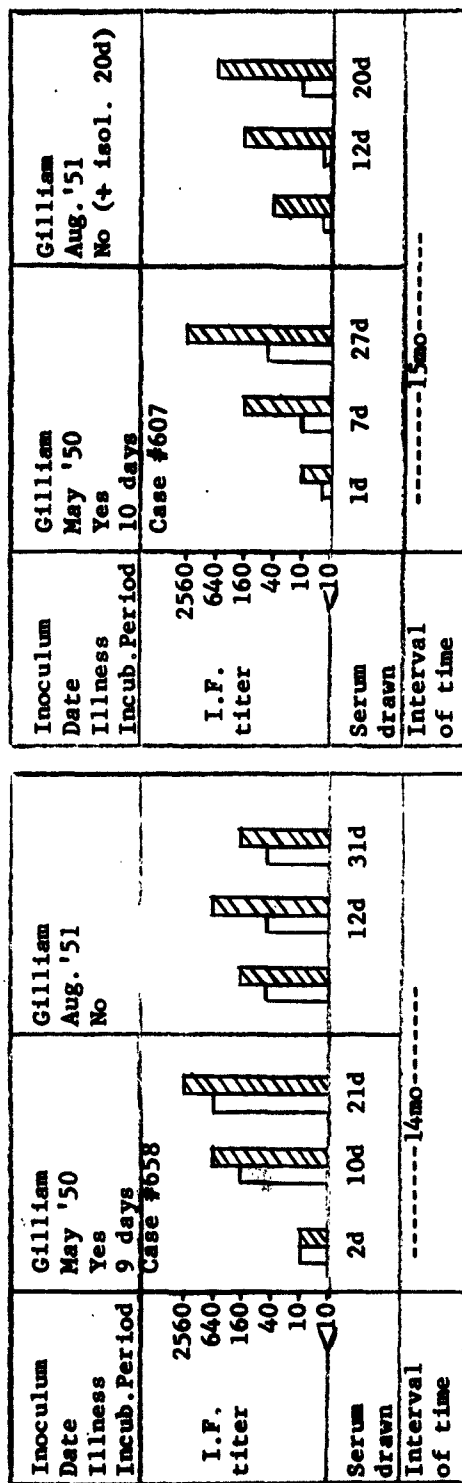 Inoculum Gilliam Gilliam
Date May '50 Aug.'51
Illness Yes No
Incub.Period 9 days
Case #658
2560
640
I.F. 160
titer 40
10
<10
Serum 2d 10d 21d 12d 31d
drawn
Interval --------14mo-------
of time
Inoculum Gilliam Gilliam
Date May '50 Aug.'51
Illness Yes No (+ isol. 20d)
Incub.Period 10 days
Case #607
2560
640
I.F. 160
titer 40
10
<10
Serum 1d 7d 27d 12d 20d
drawn
Interval --------15mo-------
of time